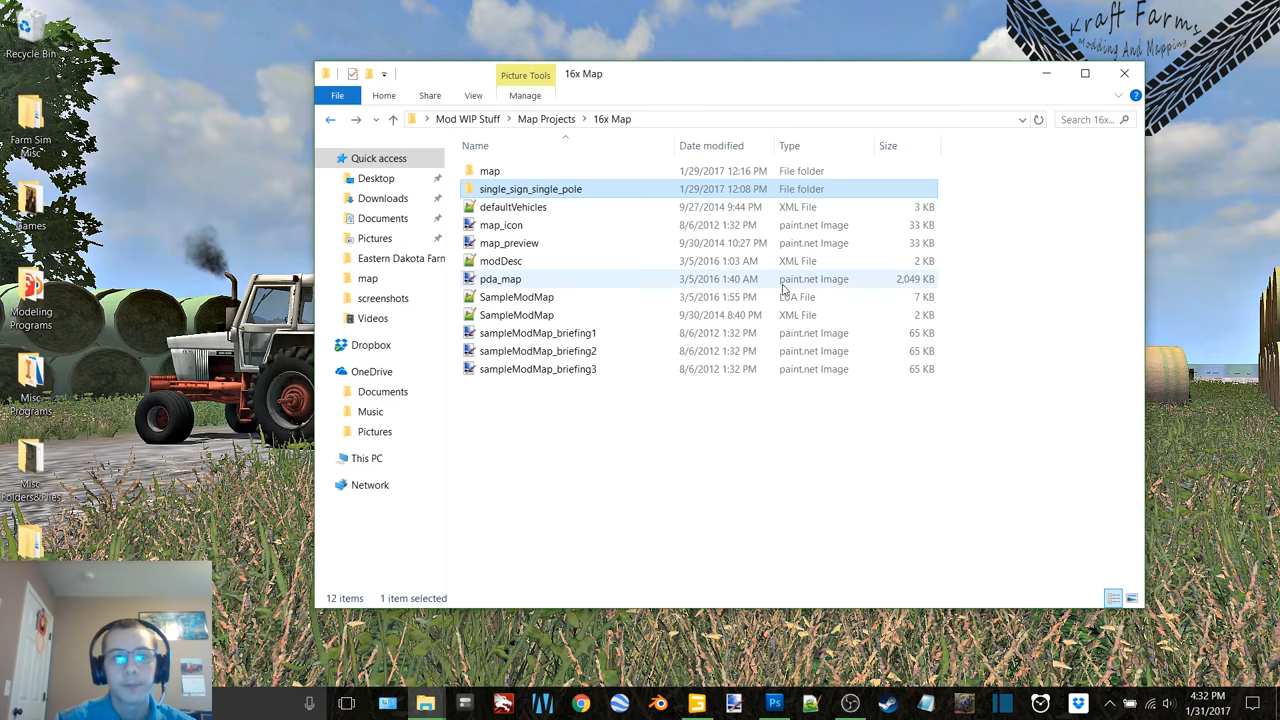 Kraft Farms
Modding And Mapping
Recycle Bin
Farm Sim
Misc
Games
Modeling
Programs
Misc
Programs
Misc
Folders&Files
Picture Tools
16x Map
File
Home
Share
View
Manage
Mod WIP Stuff
Map Projects
16x Map
Search 16x...
Name
Date modified
Type
Size
Quick access
Desktop
Downloads
Documents
Pictures
Eastern Dakota Farm
map
screenshots
Videos
Dropbox
OneDrive
Documents
Music
Pictures
This PC
Network
map 1/29/2017 12:16 PM File folder
single_sign_single_pole 1/29/2017 12:08 PM File folder
defaultVehicles 9/27/2014 9:44 PM XML File 3 KB
map_icon 8/6/2012 1:32 PM paint.net Image 33 KB
map_preview 9/30/2014 10:27 PM paint.net Image 33 KB
modDesc 3/5/2016 1:03 AM XML File 2 KB
pda_map 3/5/2016 1:40 AM paint.net Image 2,049 KB
SampleModMap 3/5/2016 1:55 PM LUA File 7 KB
SampleModMap 9/30/2014 8:40 PM XML File 2 KB
sampleModMap_briefing1 8/6/2012 1:32 PM paint.net Image 65 KB
sampleModMap_briefing2 8/6/2012 1:32 PM paint.net Image 65 KB
sampleModMap_briefing3 8/6/2012 1:32 PM paint.net Image 65 KB
12 items 1 item selected
Ps
4:32 PM
1/31/2017